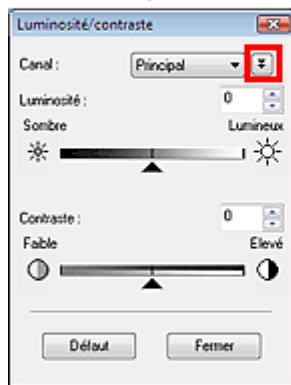 Luminosité/contraste
Canal : Principal
Luminosité : 0
Sombre Lumineux
Contraste : 0
Faible Elevé
Défaut Fermer